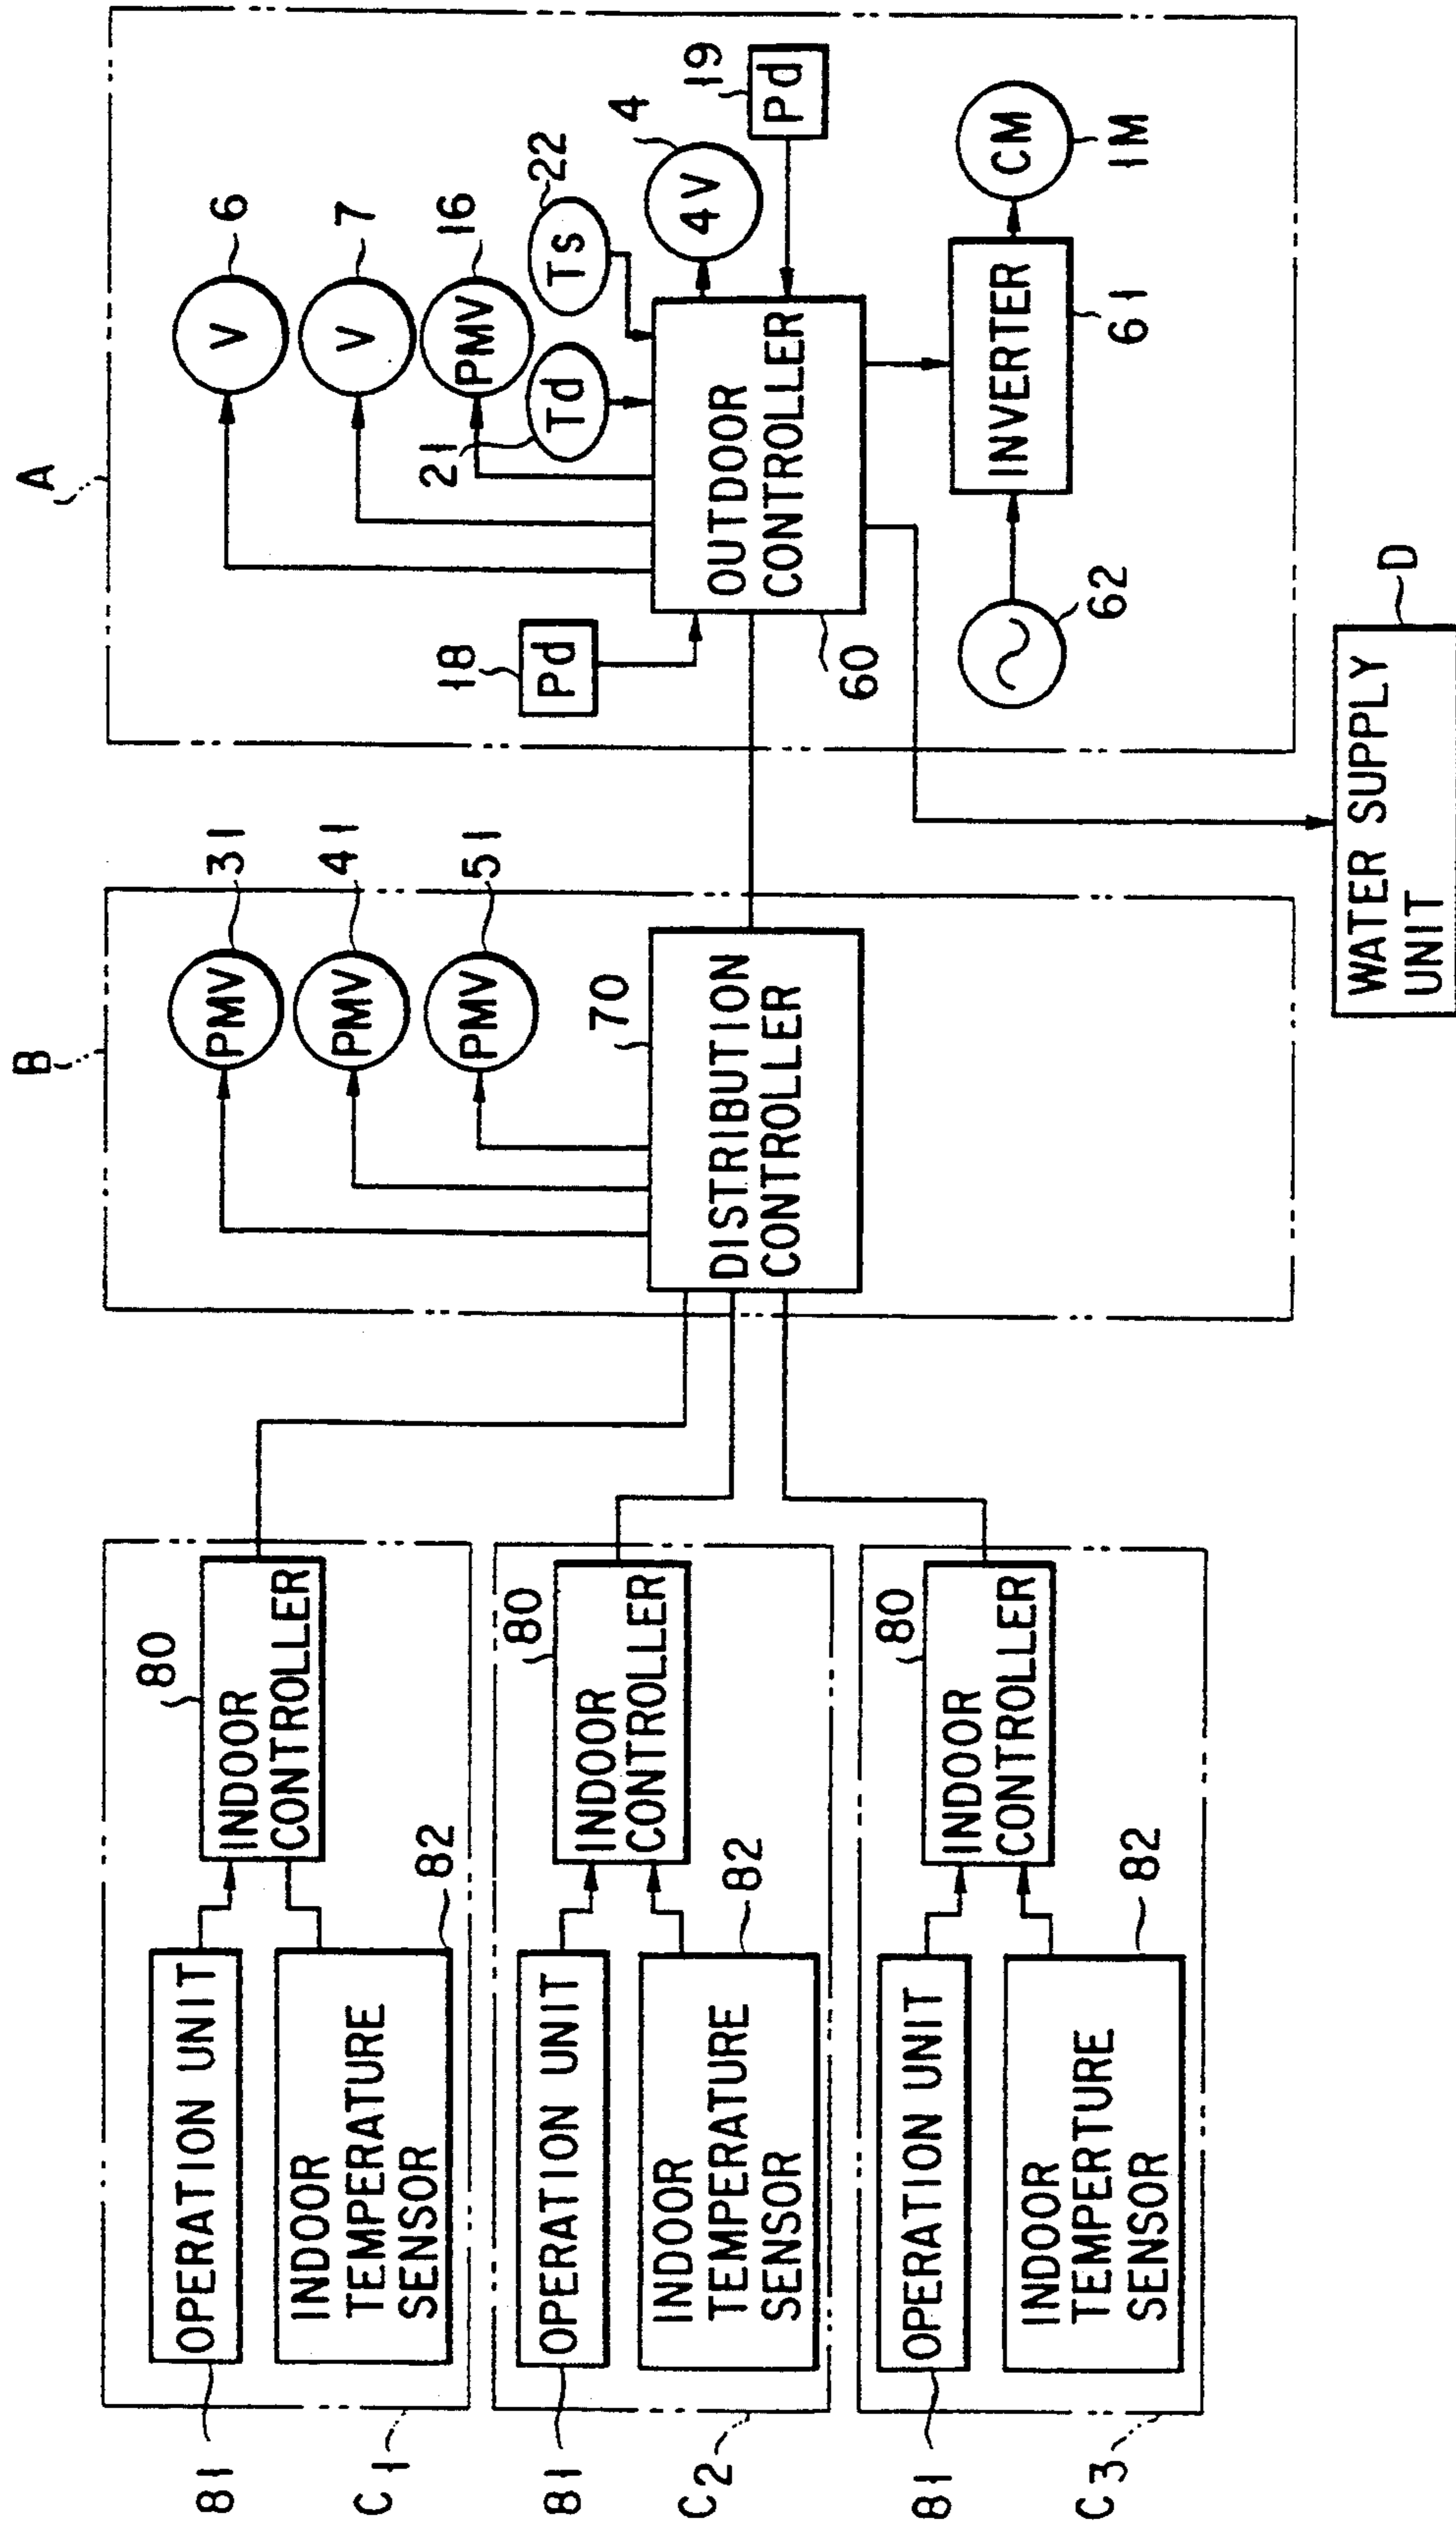 A
6
V
7
V
16
PMV
22
Ts
21
Td
4
4V
19
Pd
18
Pd
OUTDOOR
CONTROLLER
60
INVERTER
61
CM
1M
62
B
31
PMV
41
PMV
51
PMV
70
DISTRIBUTION
CONTROLLER
WATER SUPPLY
UNIT
D
80
INDOOR
CONTROLLER
OPERATION UNIT
81
INDOOR
TEMPERATURE
SENSOR
82
C1
80
INDOOR
CONTROLLER
OPERATION UNIT
81
INDOOR
TEMPERATURE
SENSOR
82
C2
80
INDOOR
CONTROLLER
OPERATION UNIT
81
INDOOR
TEMPERTURE
SENSOR
82
C3